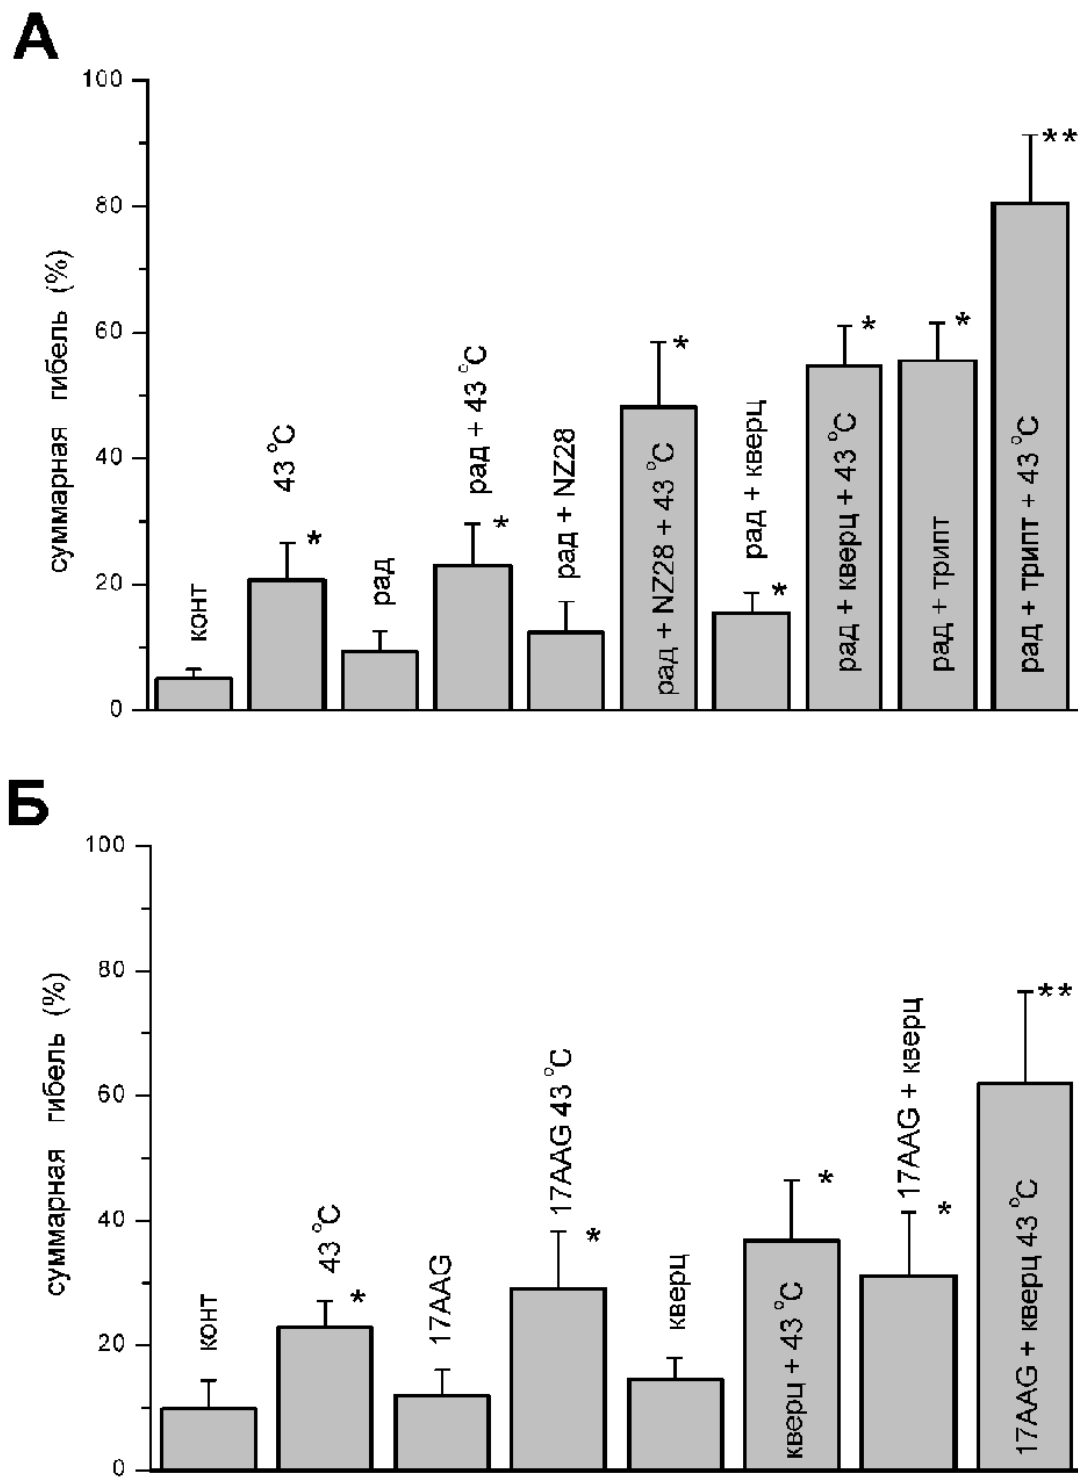 А
суммарная гибель (%)
100
80
60
40
20
0
конт
43 °C
*
рад
рад + 43 °C
*
рад + NZ28
рад + NZ28 + 43 °C
*
рад + кверц
*
рад + кверц + 43 °C
*
рад + трипт
*
рад + трипт + 43 °C
**
Б
суммарная гибель (%)
100
80
60
40
20
0
конт
43 °C
*
17AAG
17AAG 43 °C
*
кверц
кверц + 43 °C
*
17AAG + кверц
*
17AAG + кверц 43 °C
**